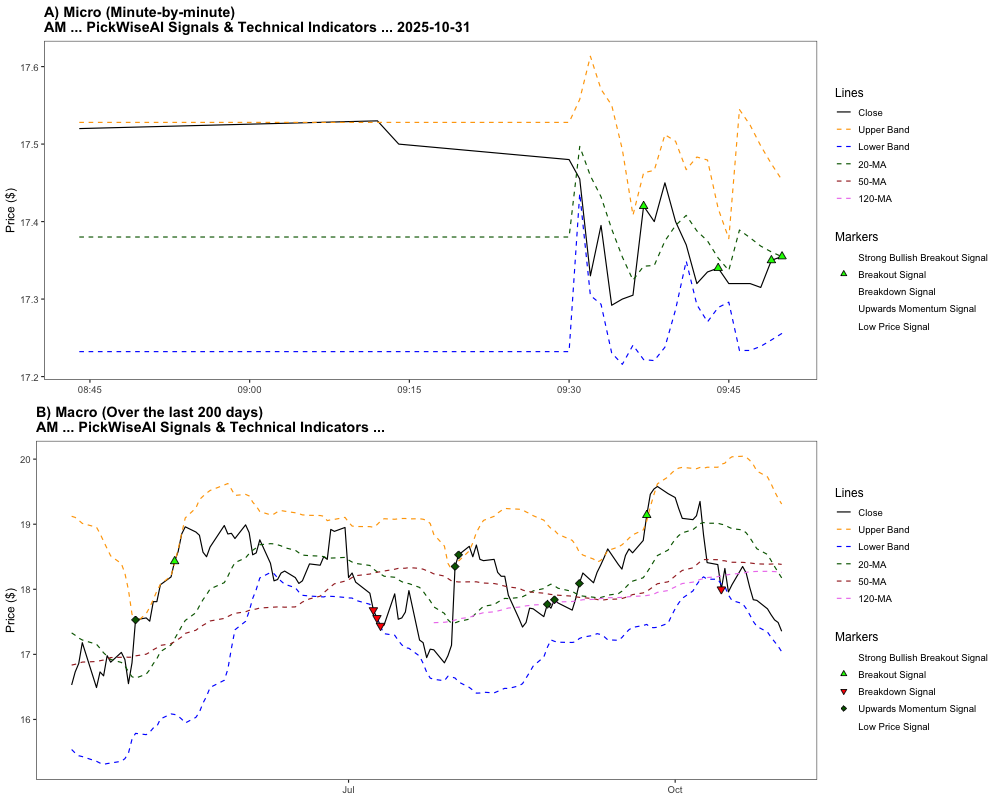 A) Micro (Minute-by-minute)
AM ... PickWiseAI Signals & Technical Indicators ... 2025-10-31
Price ($)
17.6
17.5
17.4
17.3
17.2
08:45 09:00 09:15 09:30 09:45
Lines
Close
Upper Band
Lower Band
20-MA
50-MA
120-MA
Markers
Strong Bullish Breakout Signal
Breakout Signal
Breakdown Signal
Upwards Momentum Signal
Low Price Signal
B) Macro (Over the last 200 days)
AM ... PickWiseAI Signals & Technical Indicators ...
Price ($)
20
19
18
17
16
Jul Oct
Lines
Close
Upper Band
Lower Band
20-MA
50-MA
120-MA
Markers
Strong Bullish Breakout Signal
Breakout Signal
Breakdown Signal
Upwards Momentum Signal
Low Price Signal